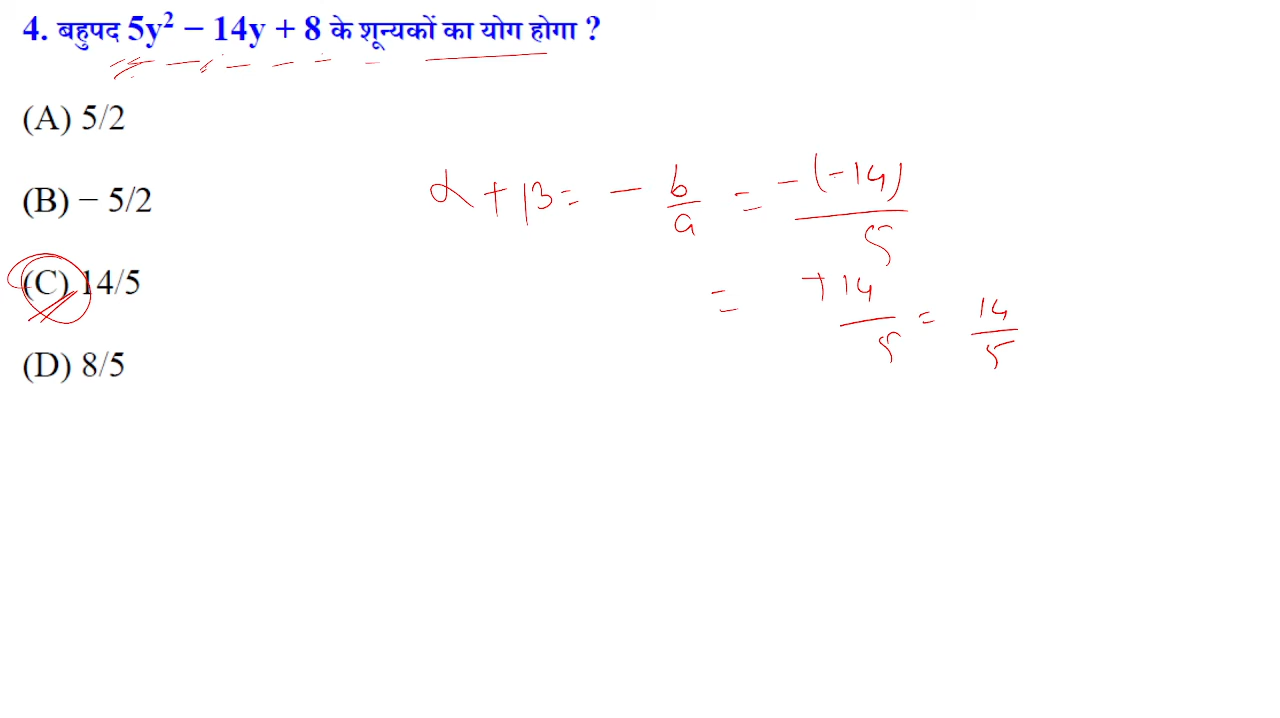 4. बहुपद 5y² − 14y + 8 के शून्यकों का योग होगा ?
(A) 5/2
(B) − 5/2
(C) 14/5
(D) 8/5
α + β = - b/a = -(-14)/5
= +14/5 = 14/5